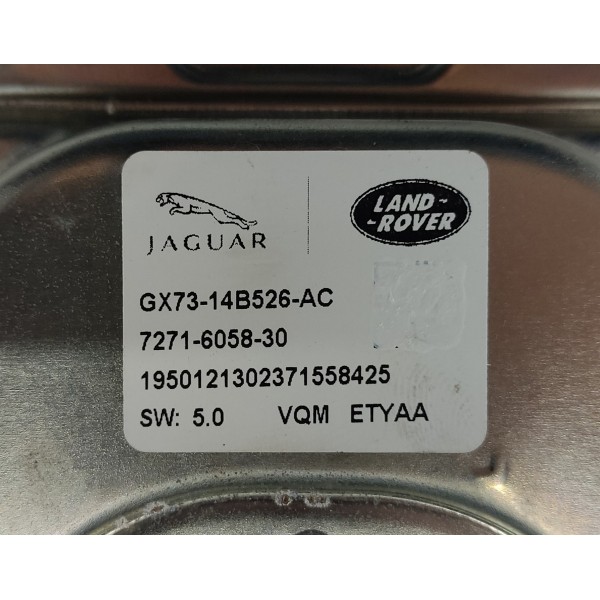 JAGUAR
LAND-
-ROVER
GX73-14B526-AC
7271-6058-30
1950121302371558425
SW: 5.0 VQM ETYAA